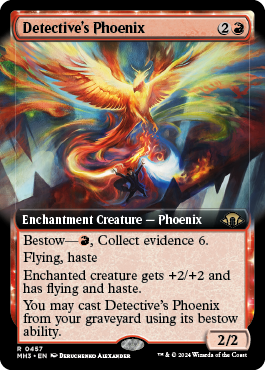 Detective's Phoenix 2
Enchantment Creature — Phoenix
Bestow—, Collect evidence 6.
Flying, haste
Enchanted creature gets +2/+2 and
has flying and haste.
You may cast Detective's Phoenix
from your graveyard using its bestow
ability.
2/2
R 0457
MH3 • EN Deruchenko Alexander
™ & © 2024 Wizards of the Coast